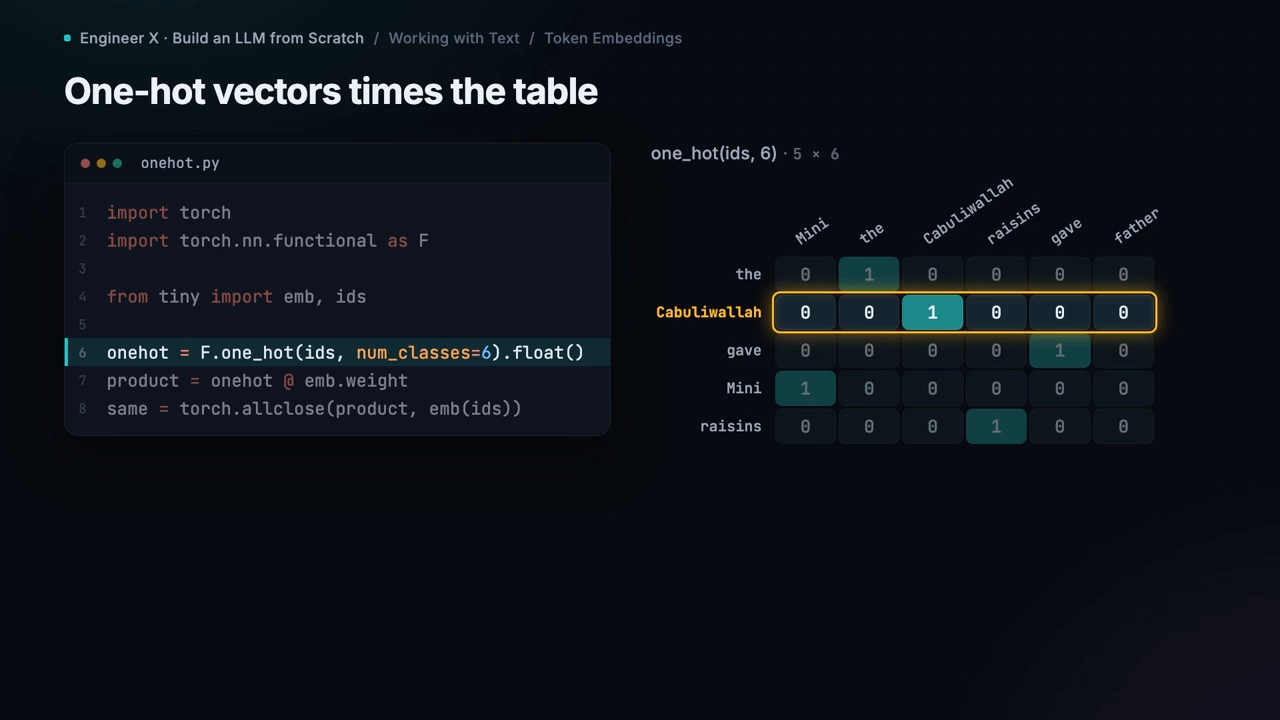 Engineer X · Build an LLM from Scratch / Working with Text / Token Embeddings
One-hot vectors times the table
onehot.py
1 import torch
2 import torch.nn.functional as F
3
4 from tiny import emb, ids
5
6 onehot = F.one_hot(ids, num_classes=6).float()
7 product = onehot @ emb.weight
8 same = torch.allclose(product, emb(ids))
one_hot(ids, 6) · 5 × 6
Mini the Cabuliwallah raisins gave father
the 0 1 0 0 0 0
Cabuliwallah 0 0 1 0 0 0
gave 0 0 0 0 1 0
Mini 1 0 0 0 0 0
raisins 0 0 0 1 0 0